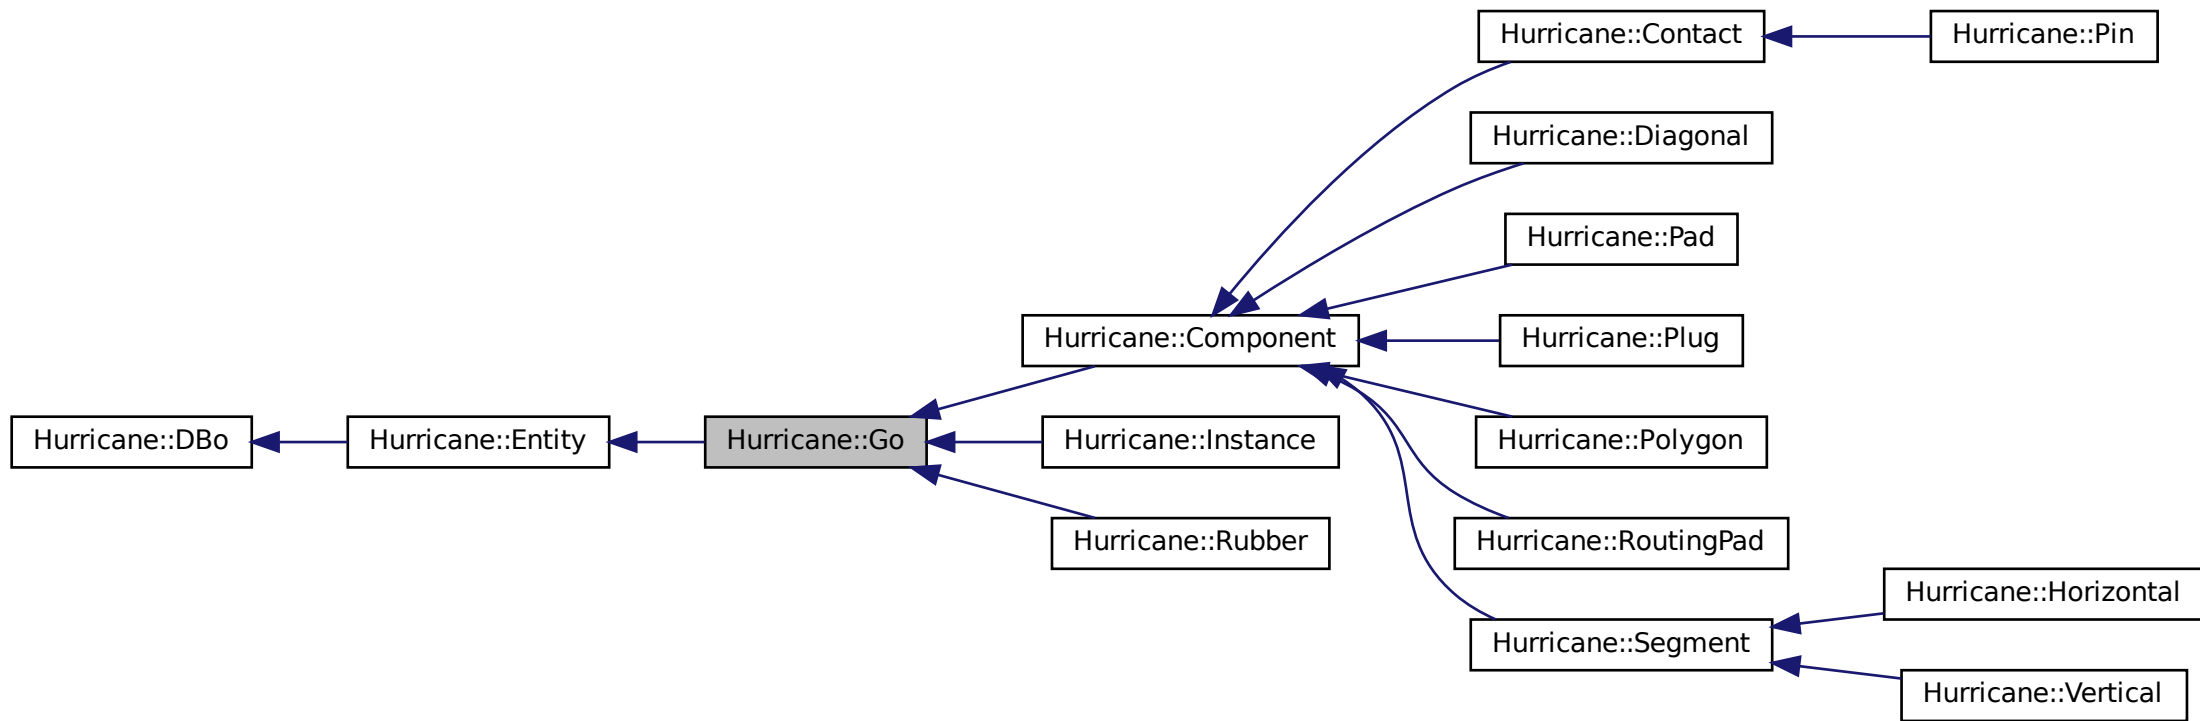 Hurricane::Contact
Hurricane::Pin
Hurricane::Diagonal
Hurricane::Pad
Hurricane::Component
Hurricane::Plug
Hurricane::DBo
Hurricane::Entity
Hurricane::Go
Hurricane::Instance
Hurricane::Polygon
Hurricane::Rubber
Hurricane::RoutingPad
Hurricane::Horizontal
Hurricane::Segment
Hurricane::Vertical